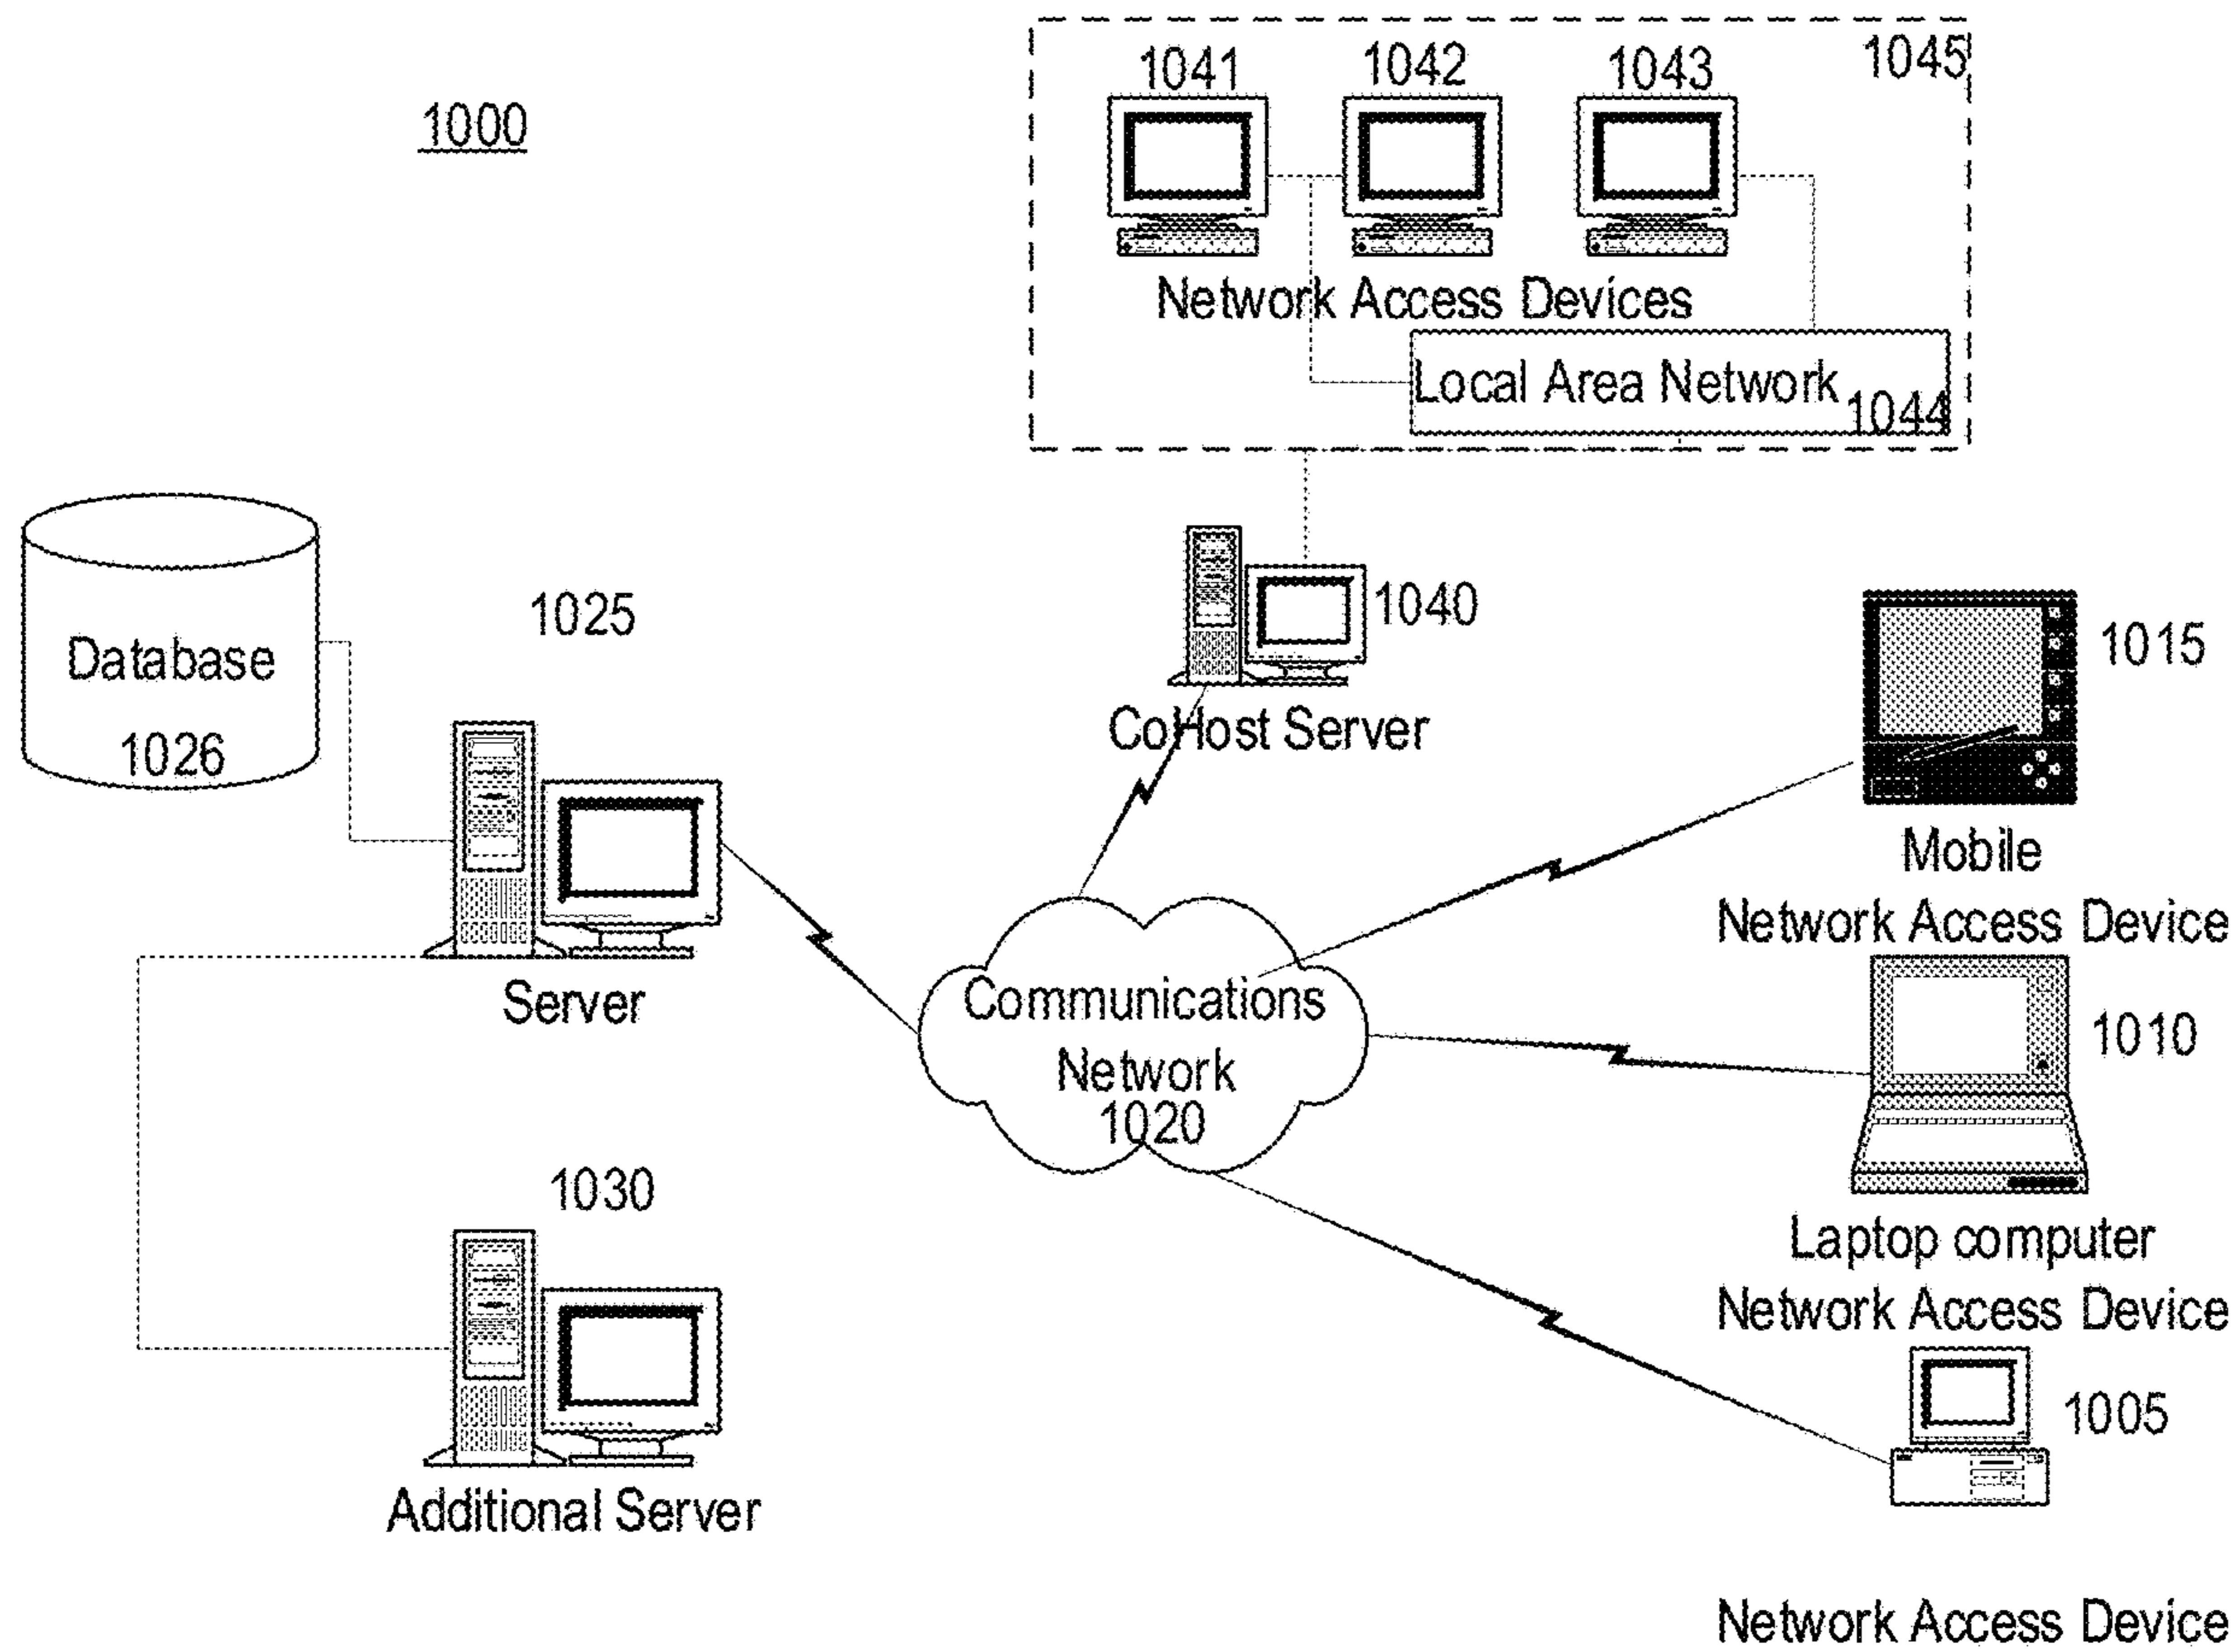 1000
1041
1042
1043
1045
Network Access Devices
Local Area Network
1044
Database
1026
1025
Server
1040
CoHost Server
1015
Mobile
Network Access Device
Communications
Network
1020
1010
Laptop computer
Network Access Device
1030
Additional Server
1005
Network Access Device